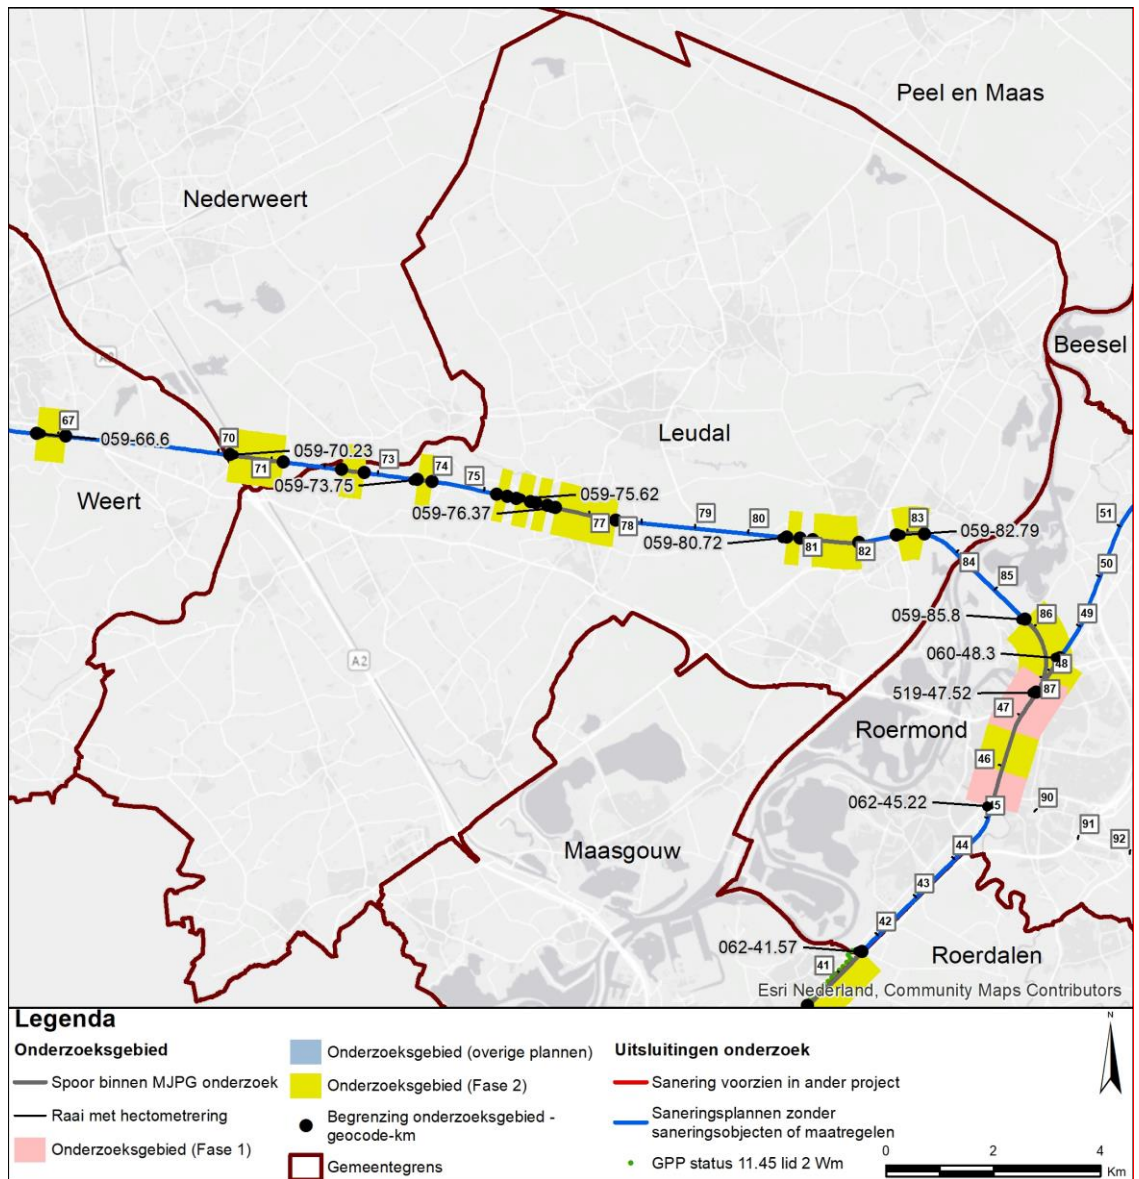 Peel en Maas
Nederweert
Beesel
A2
Leudal
67
059-66.6
70
059-70.23
71
73
059-73.75
74
75
059-75.62
059-76.37
77
78
79
80
059-80.72
81
82
83
059-82.79
51
50
84
85
Weert
059-85.8
86
49
060-48.3
48
519-47.52
87
47
Roermond
A2
46
062-45.22
45
90
91
92
Maasgouw
44
43
42
062-41.57
41
Roerdalen
Esri Nederland, Community Maps Contributors
Legenda
Onderzoeksgebied
Spoor binnen MJPG onderzoek
Raai met hectometrering
Onderzoeksgebied (Fase 1)
Onderzoeksgebied (overige plannen)
Onderzoeksgebied (Fase 2)
Begrenzing onderzoeksgebied -
geocode-km
Gemeentegrens
Uitsluitingen onderzoek
Sanering voorzien in ander project
Saneringsplannen zonder
saneringsobjecten of maatregelen
GPP status 11.45 lid 2 Wm
N
0 2 4
Km